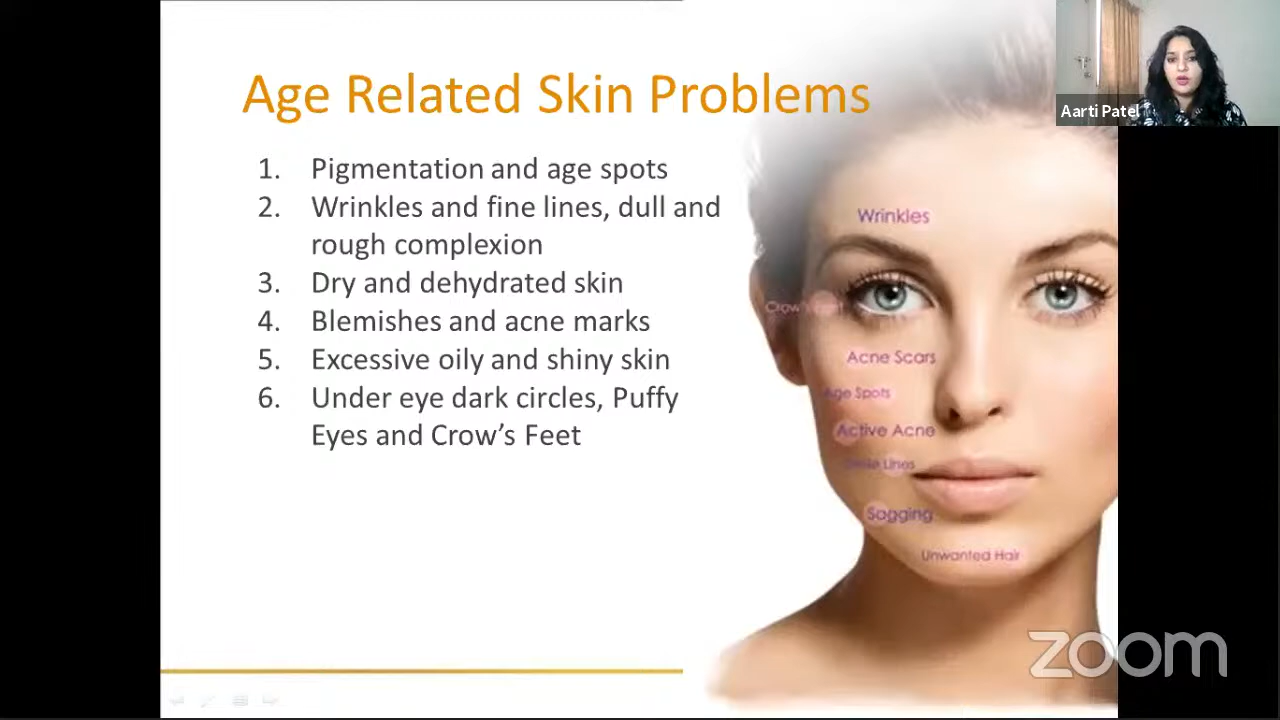 Age Related Skin Problems
1. Pigmentation and age spots
2. Wrinkles and fine lines, dull and
rough complexion
3. Dry and dehydrated skin
4. Blemishes and acne marks
5. Excessive oily and shiny skin
6. Under eye dark circles, Puffy
Eyes and Crow's Feet
Wrinkles
Crow's
Acne Scars
Age Spots
Active Acne
Lines
Sagging
Unwanted Hair
Aarti Patel
zoom